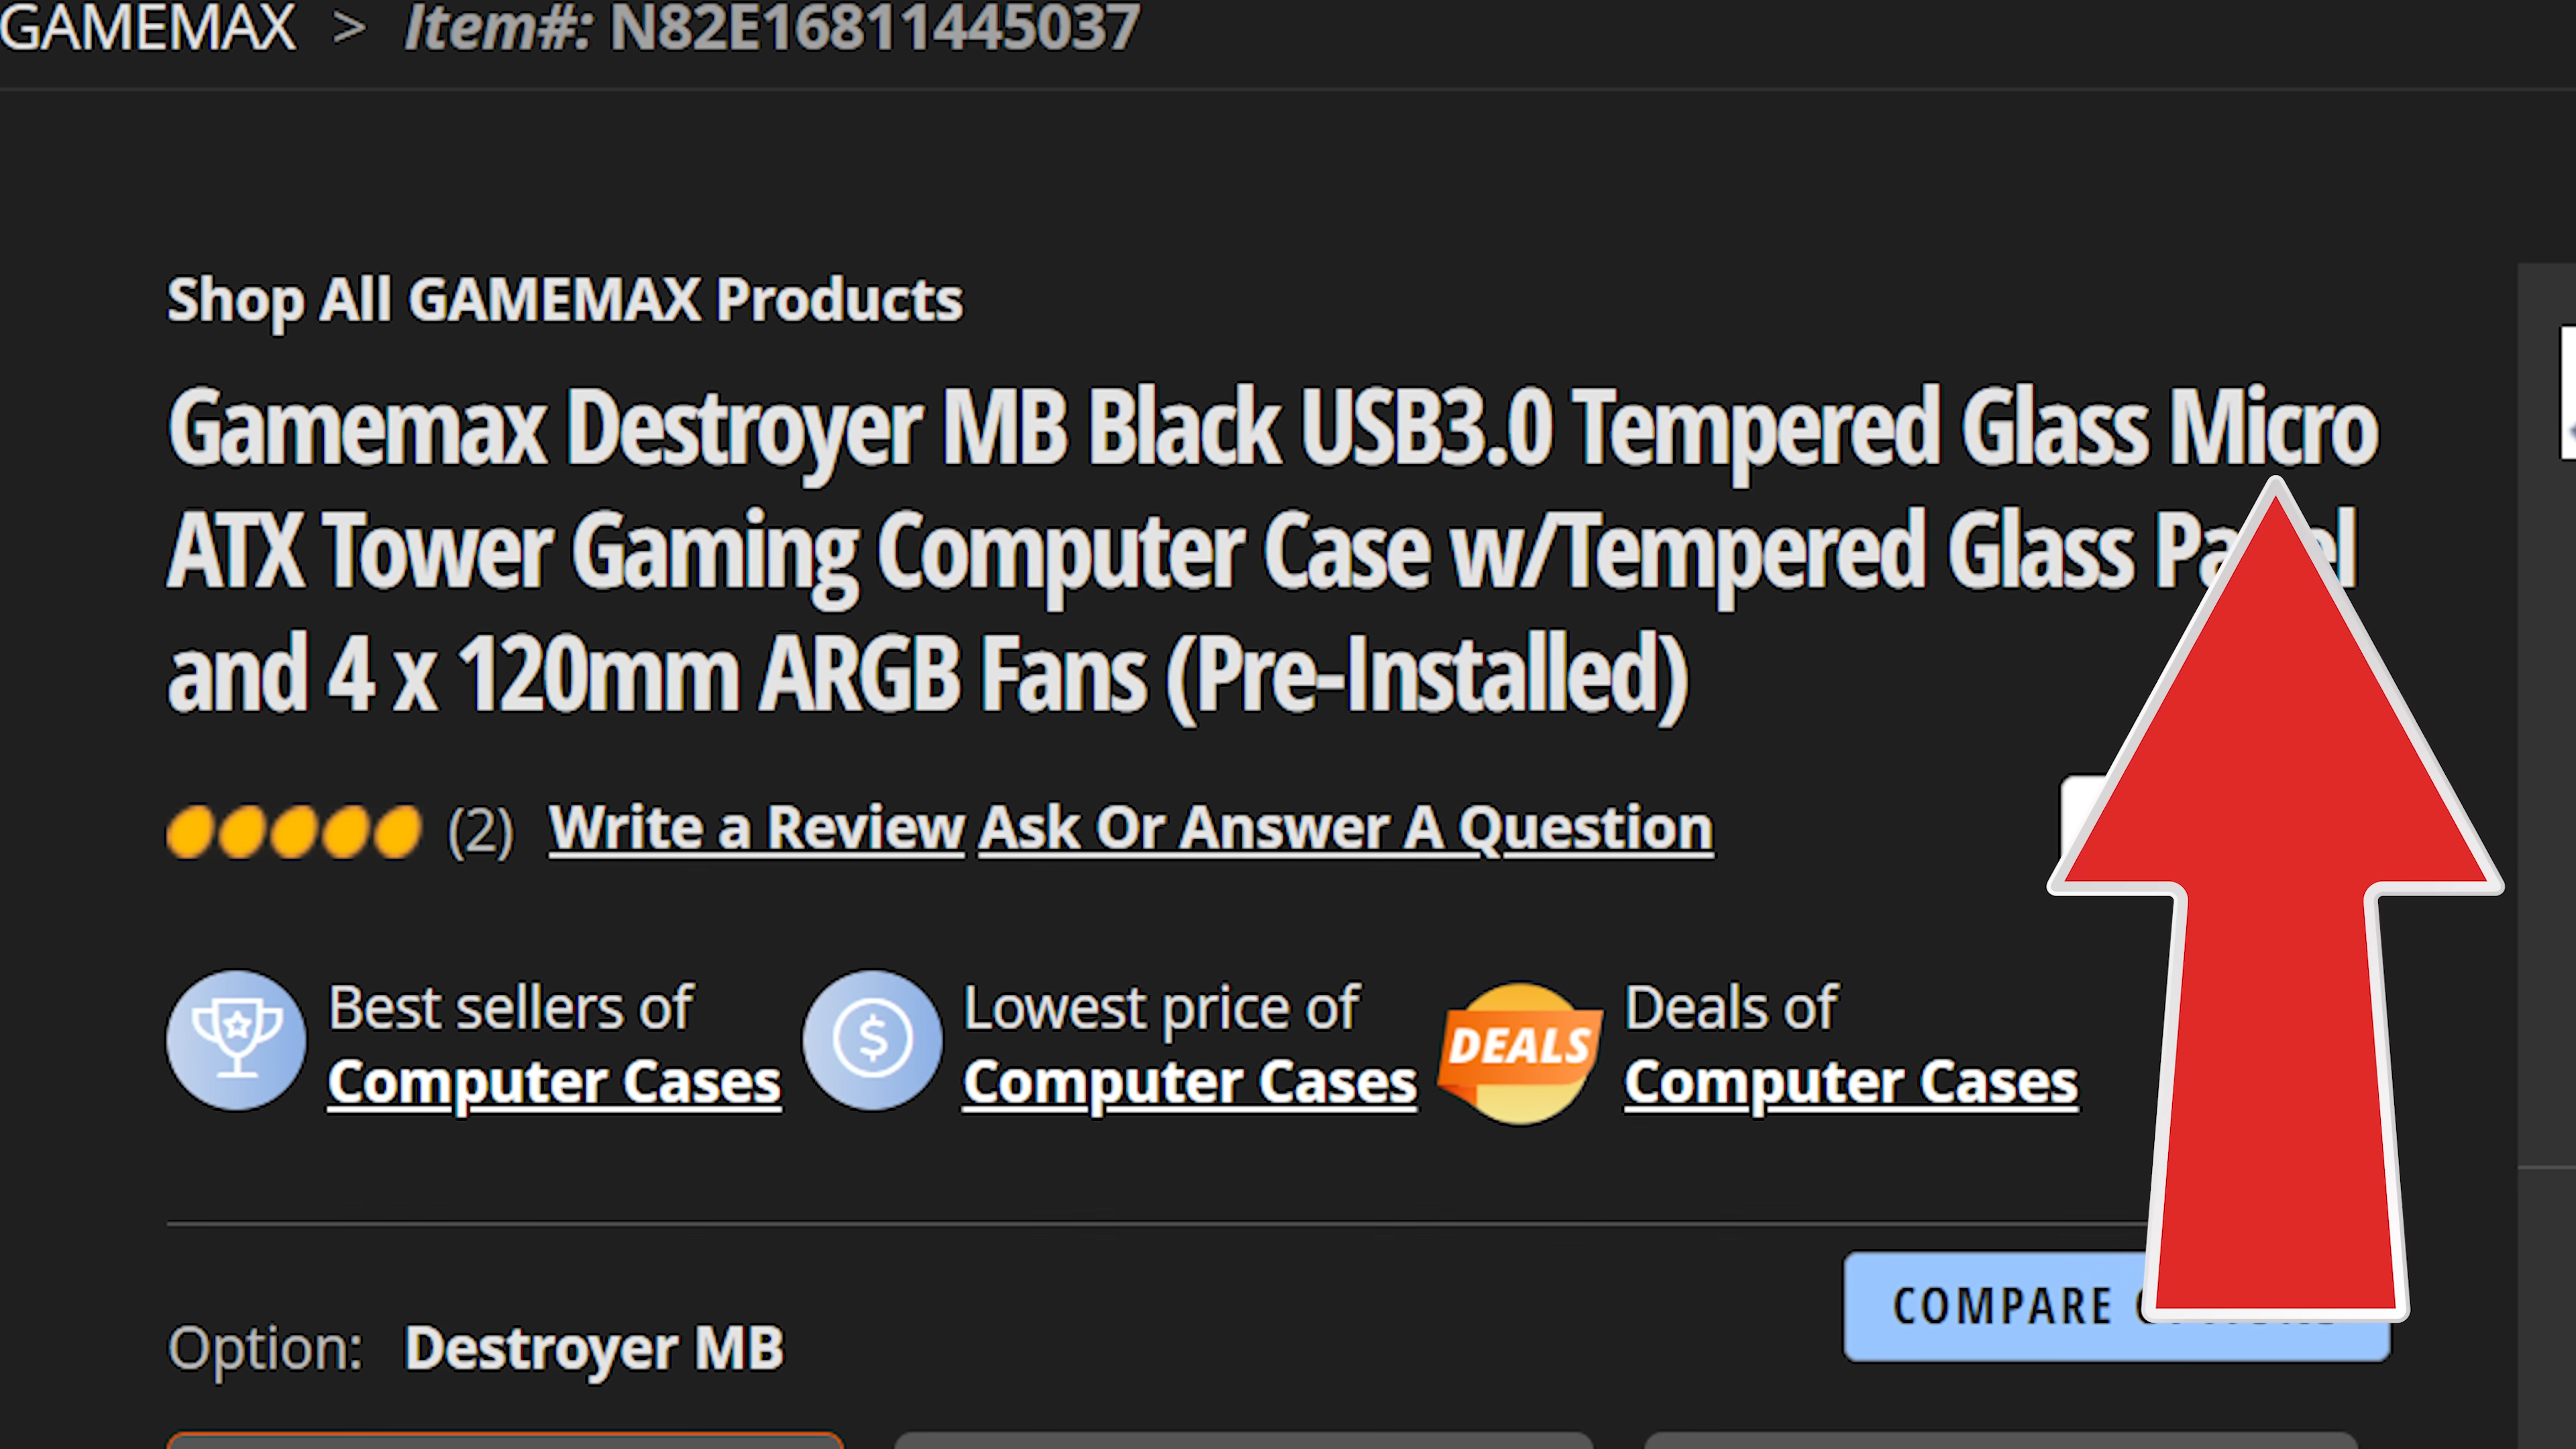 GAMEMAX > Item#: N82E16811445037
Shop All GAMEMAX Products
Gamemax Destroyer MB Black USB3.0 Tempered Glass Micro
ATX Tower Gaming Computer Case w/Tempered Glass
and 4 x 120mm ARGB Fans (Pre-Installed)
(2) Write a Review Ask Or Answer A Question
Best sellers of
Computer Cases
Lowest price of
Computer Cases
DEALS
Deals of
Computer Cases
COMPARE
Option: Destroyer MB